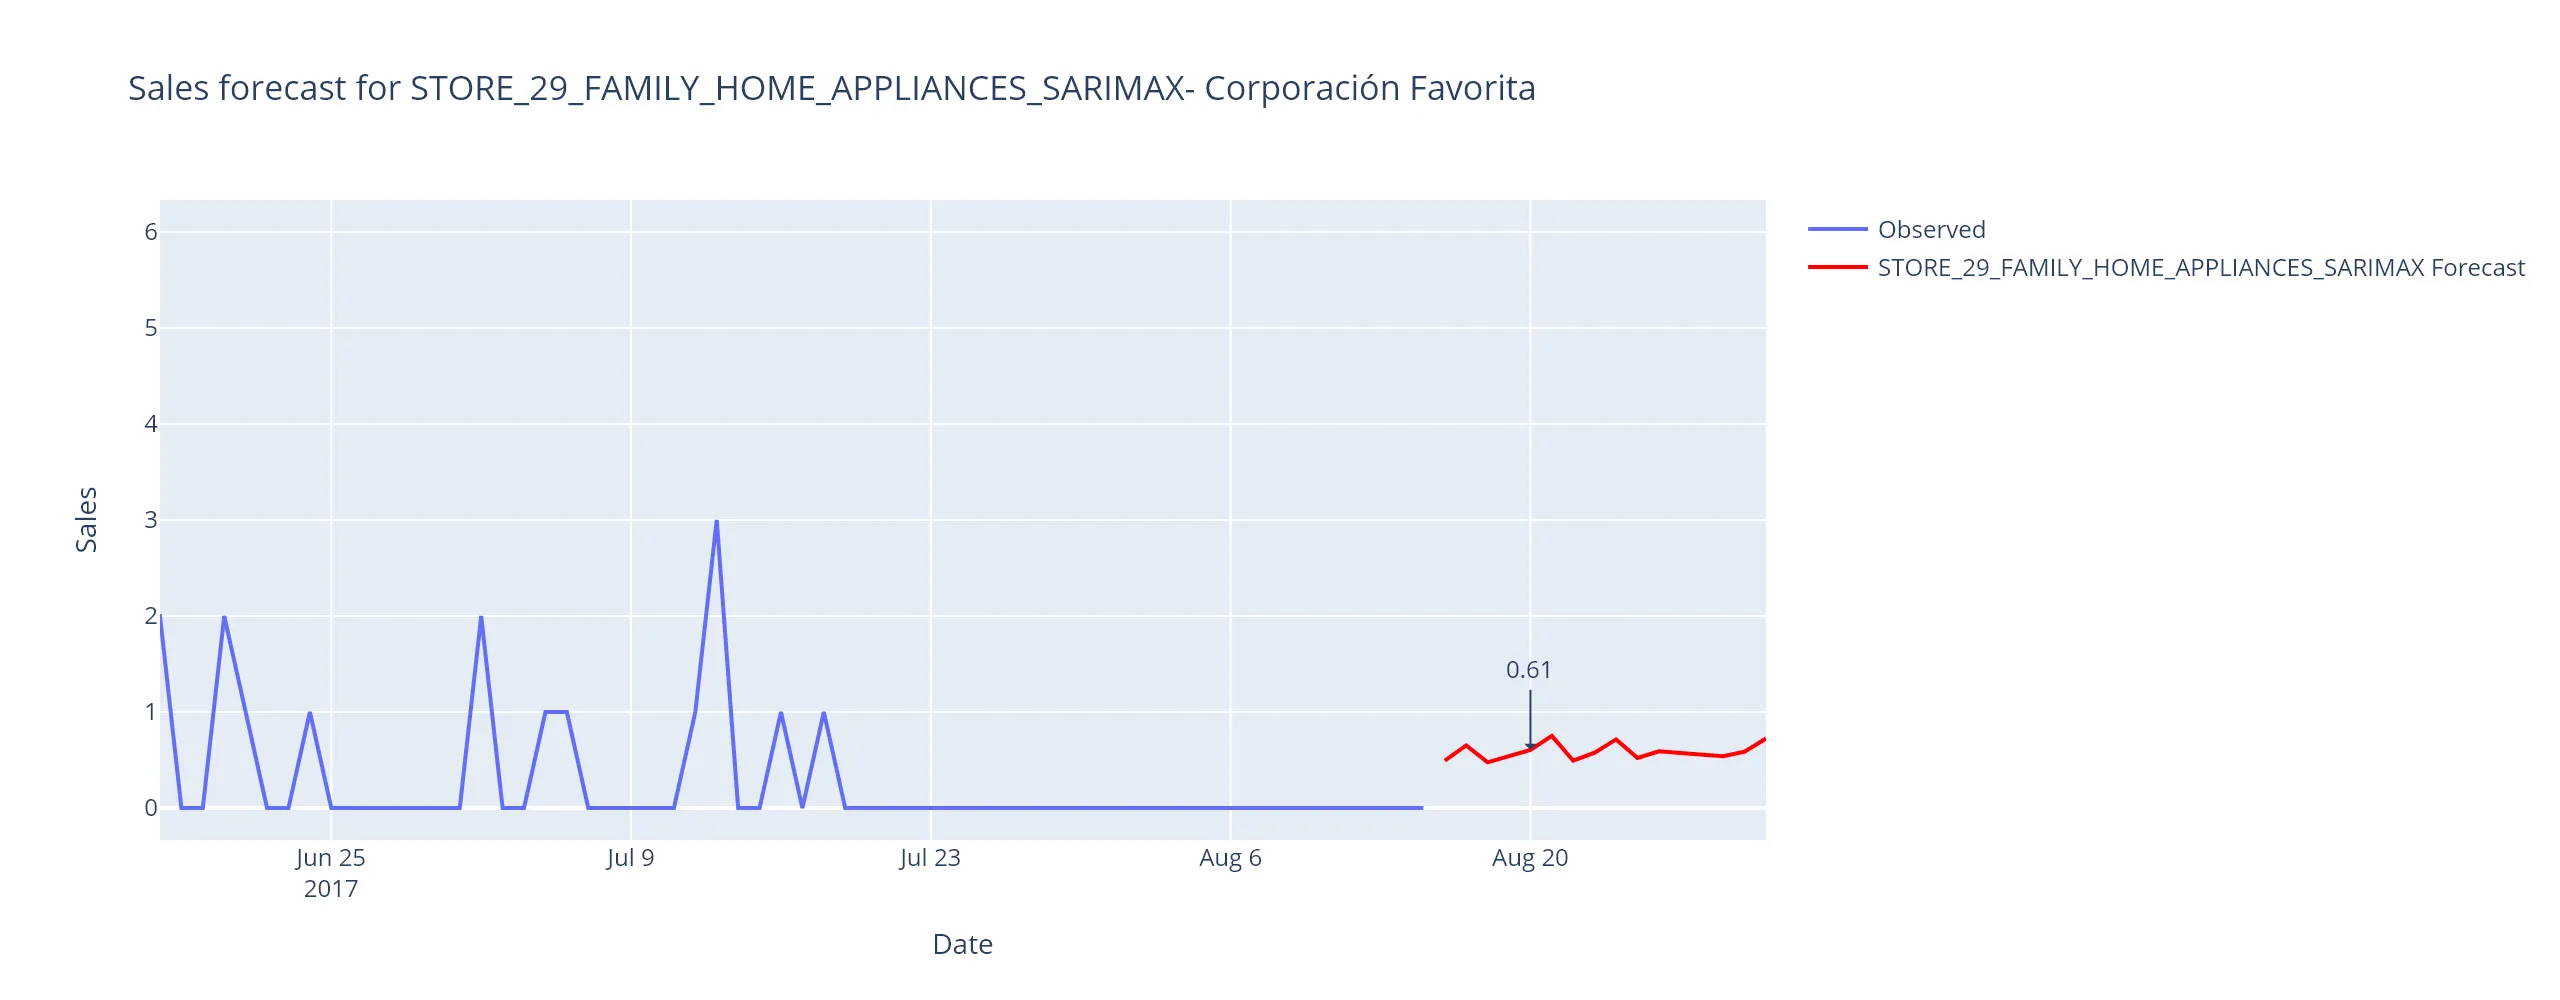 Sales forecast for STORE_29_FAMILY_HOME_APPLIANCES_SARIMAX- Corporación Favorita
Observed
STORE_29_FAMILY_HOME_APPLIANCES_SARIMAX Forecast
6
5
4
3
2
1
0
Sales
0.61
Jun 25
2017
Jul 9
Jul 23
Aug 6
Aug 20
Date